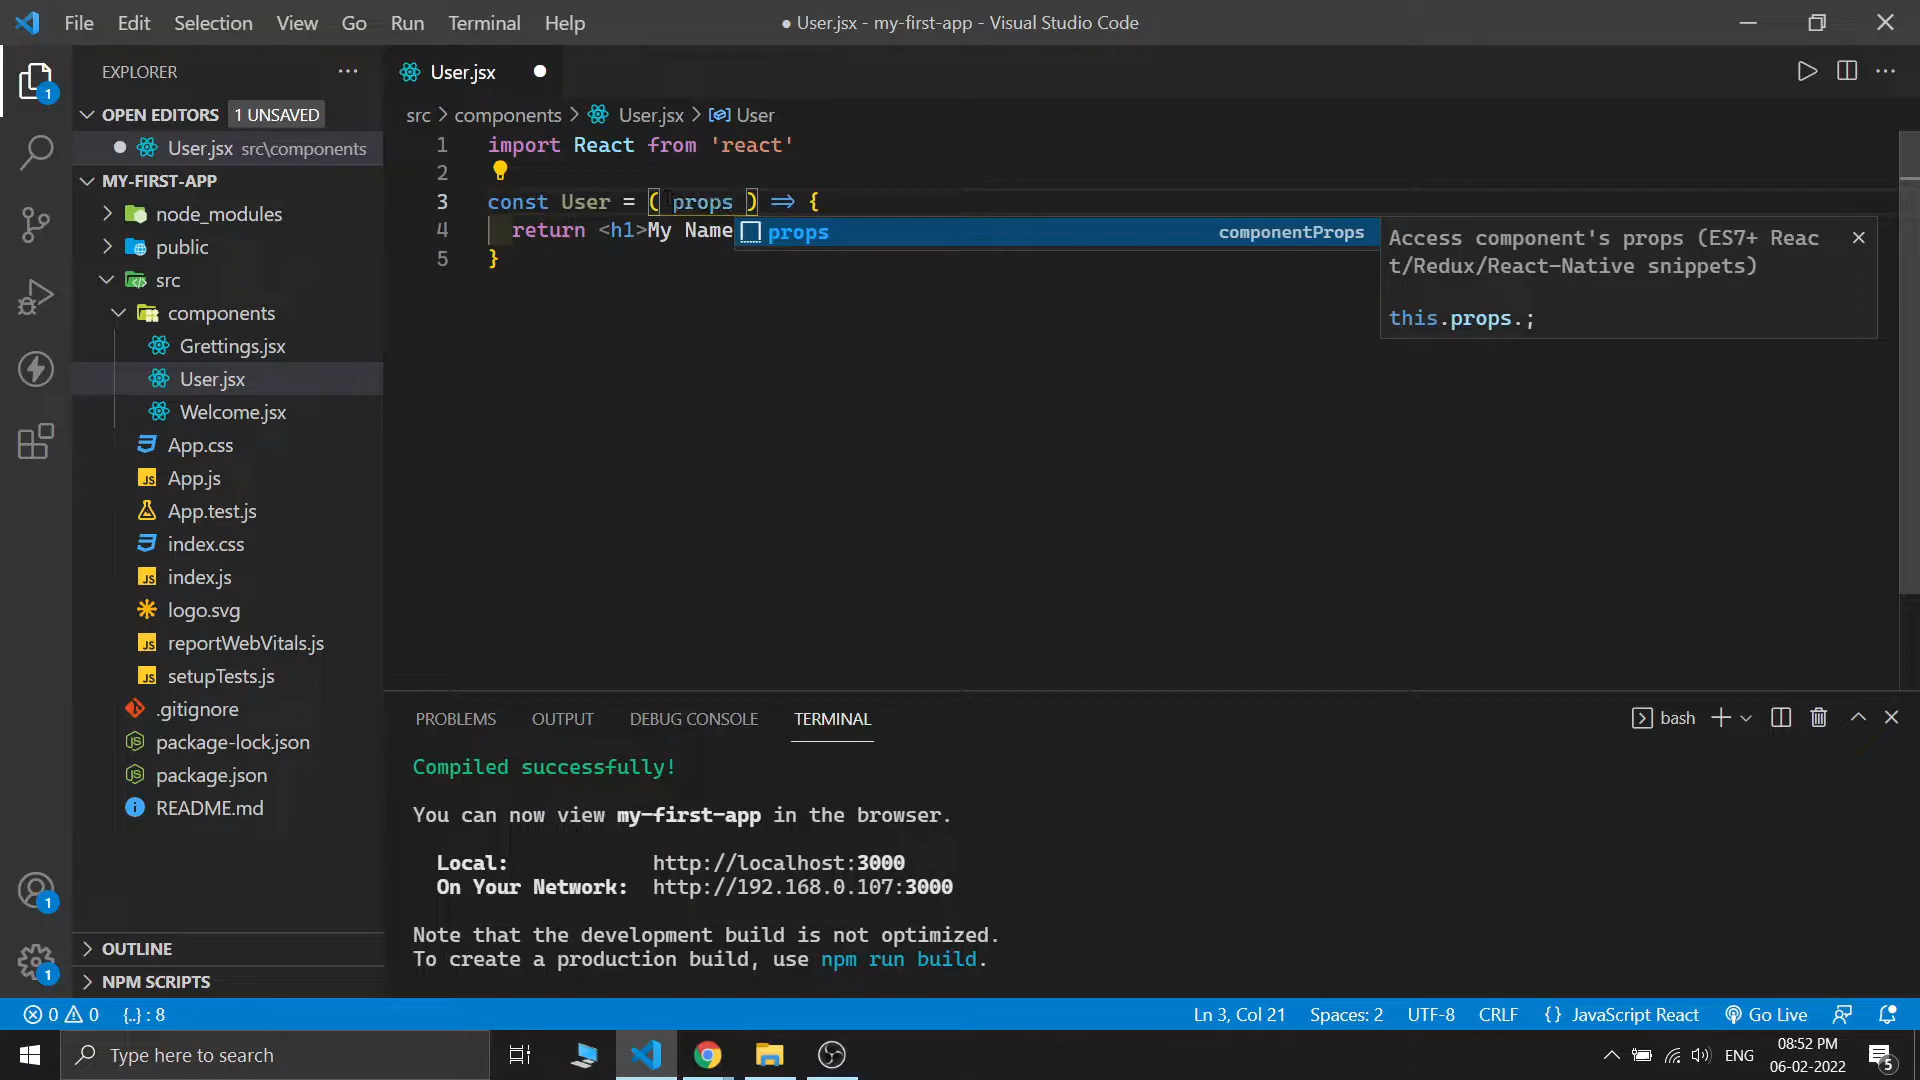 File Edit Selection View Go Run Terminal Help ● User.jsx - my-first-app - Visual Studio Code
EXPLORER
User.jsx
OPEN EDITORS 1 UNSAVED
User.jsx src\components
MY-FIRST-APP
node_modules
public
src
components
Grettings.jsx
User.jsx
Welcome.jsx
App.css
App.js
App.test.js
index.css
index.js
logo.svg
reportWebVitals.js
setupTests.js
.gitignore
package-lock.json
package.json
README.md
OUTLINE
NPM SCRIPTS
1
1
1
src > components > User.jsx > User
1 import React from 'react'
2
3 const User = ( props ) => {
4 return <h1>My Name
5 }
props componentProps
Access component's props (ES7+ Reac
t/Redux/React-Native snippets)
this.props.;
PROBLEMS OUTPUT DEBUG CONSOLE TERMINAL bash
Compiled successfully!
You can now view my-first-app in the browser.
Local: http://localhost:3000
On Your Network: http://192.168.0.107:3000
Note that the development build is not optimized.
To create a production build, use npm run build.
0 0 {..} : 8 Ln 3, Col 21 Spaces: 2 UTF-8 CRLF {} JavaScript React Go Live
Type here to search ENG 08:52 PM
06-02-2022
5